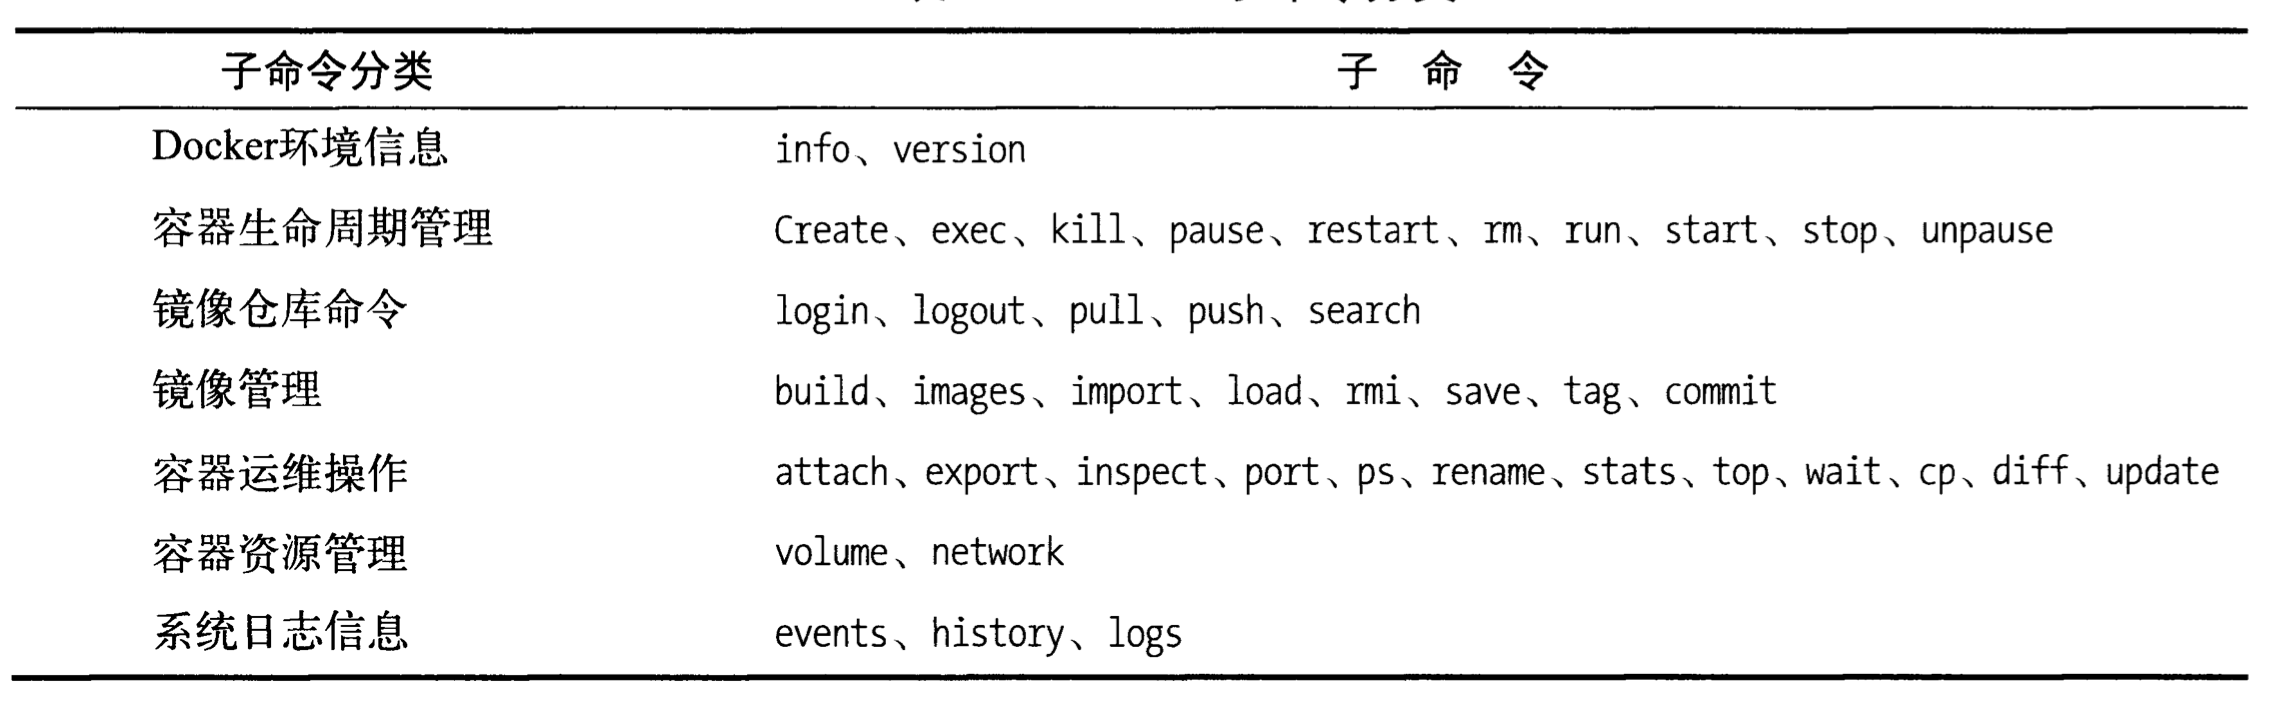 子命令分类 子 命 令
Docker环境信息 info、version
容器生命周期管理 Create、exec、kill、pause、restart、rm、run、start、stop、unpause
镜像仓库命令 login、logout、pull、push、search
镜像管理 build、images、import、load、rmi、save、tag、commit
容器运维操作 attach、export、inspect、port、ps、rename、stats、top、wait、cp、diff、update
容器资源管理 volume、network
系统日志信息 events、history、logs